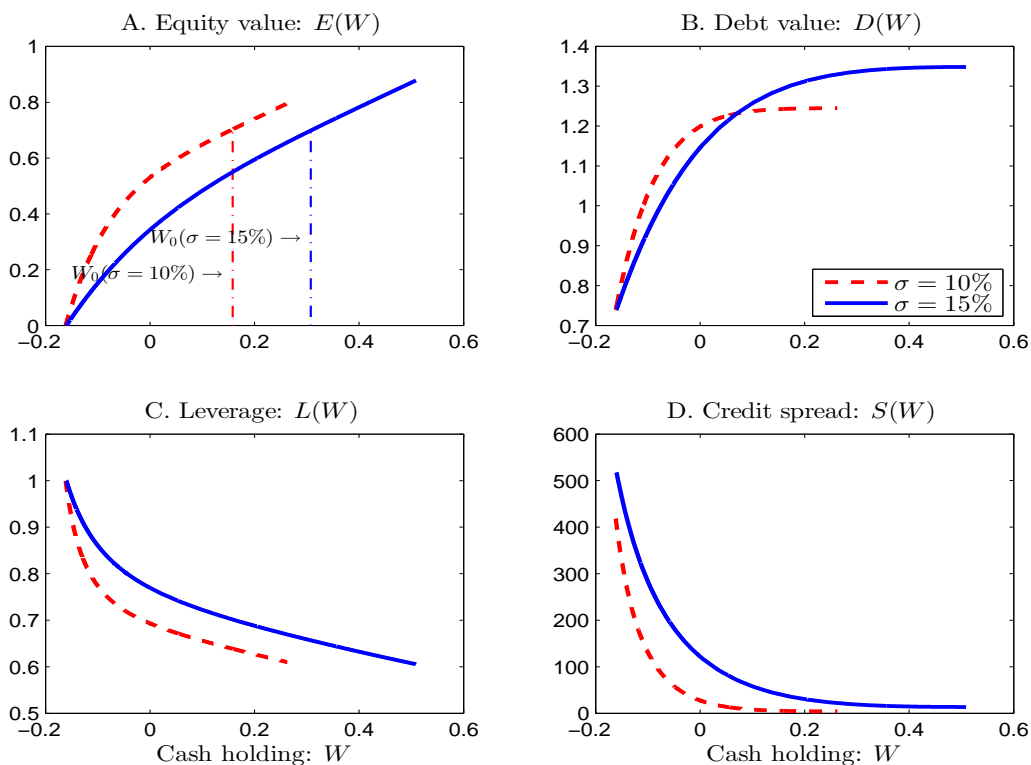 A. Equity value: E(W)
1
0.8
0.6
0.4
0.2
0
−0.2 0 0.2 0.4 0.6
W₀(σ = 15%) →
W₀(σ = 10%) →
B. Debt value: D(W)
1.4
1.3
1.2
1.1
1
0.9
0.8
0.7
−0.2 0 0.2 0.4 0.6
σ = 10%
σ = 15%
C. Leverage: L(W)
1.1
1
0.9
0.8
0.7
0.6
0.5
−0.2 0 0.2 0.4 0.6
Cash holding: W
D. Credit spread: S(W)
600
500
400
300
200
100
0
−0.2 0 0.2 0.4 0.6
Cash holding: W